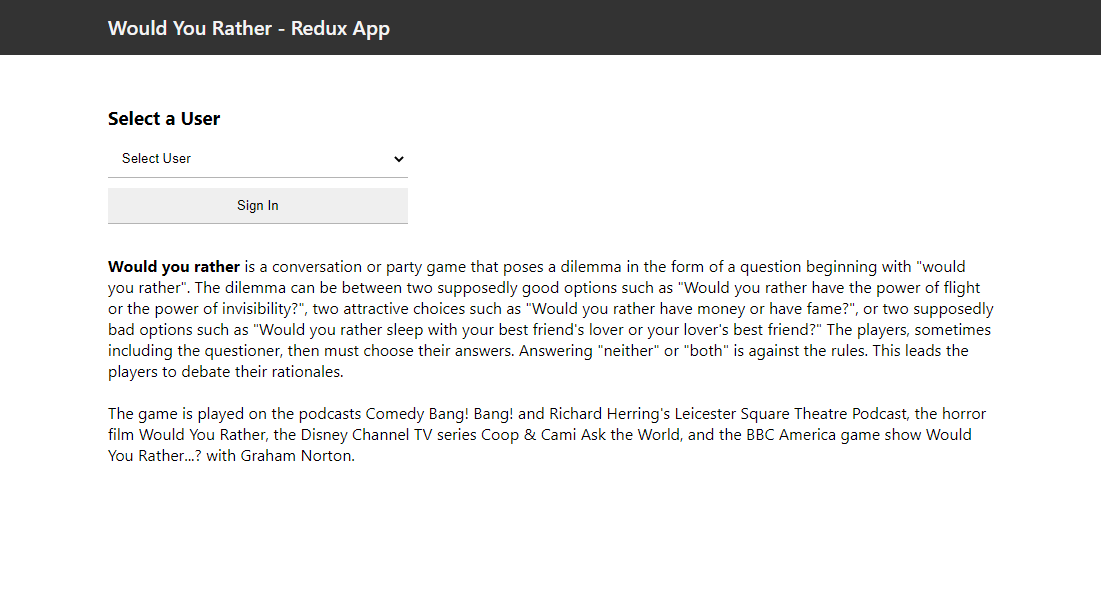 Would You Rather - Redux App
Select a User
Select User
Sign In
Would you rather is a conversation or party game that poses a dilemma in the form of a question beginning with "would
you rather". The dilemma can be between two supposedly good options such as "Would you rather have the power of flight
or the power of invisibility?", two attractive choices such as "Would you rather have money or have fame?", or two supposedly
bad options such as "Would you rather sleep with your best friend's lover or your lover's best friend?" The players, sometimes
including the questioner, then must choose their answers. Answering "neither" or "both" is against the rules. This leads the
players to debate their rationales.
The game is played on the podcasts Comedy Bang! Bang! and Richard Herring's Leicester Square Theatre Podcast, the horror
film Would You Rather, the Disney Channel TV series Coop & Cami Ask the World, and the BBC America game show Would
You Rather...? with Graham Norton.